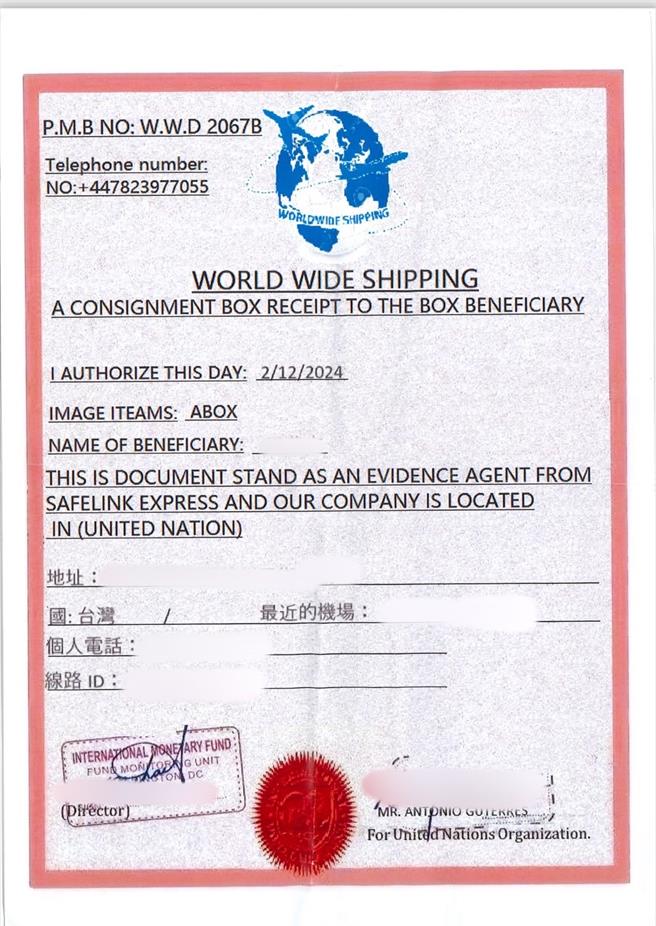 P.M.B NO: W.W.D 2067B
Telephone number:
NO:+447823977055
WORLDWIDE SHIPPING
WORLD WIDE SHIPPING
A CONSIGNMENT BOX RECEIPT TO THE BOX BENEFICIARY
I AUTHORIZE THIS DAY: 2/12/2024
IMAGE ITEAMS: ABOX
NAME OF BENEFICIARY:
THIS IS DOCUMENT STAND AS AN EVIDENCE AGENT FROM
SAFELINK EXPRESS AND OUR COMPANY IS LOCATED
IN (UNITED NATION)
地址：
國: 台灣 / 最近的機場：
個人電話：
線路 ID：
INTERNATIONAL MONETARY FUND
FUND MONITORING UNIT
DC
(Director)
MR. ANTONIO GUTERRES
For United Nations Organization.